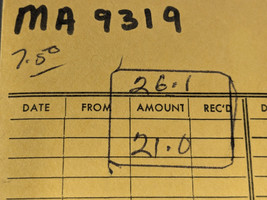 MA 9319
7.50
26.1
DATE FROM AMOUNT REC'D D
21.0